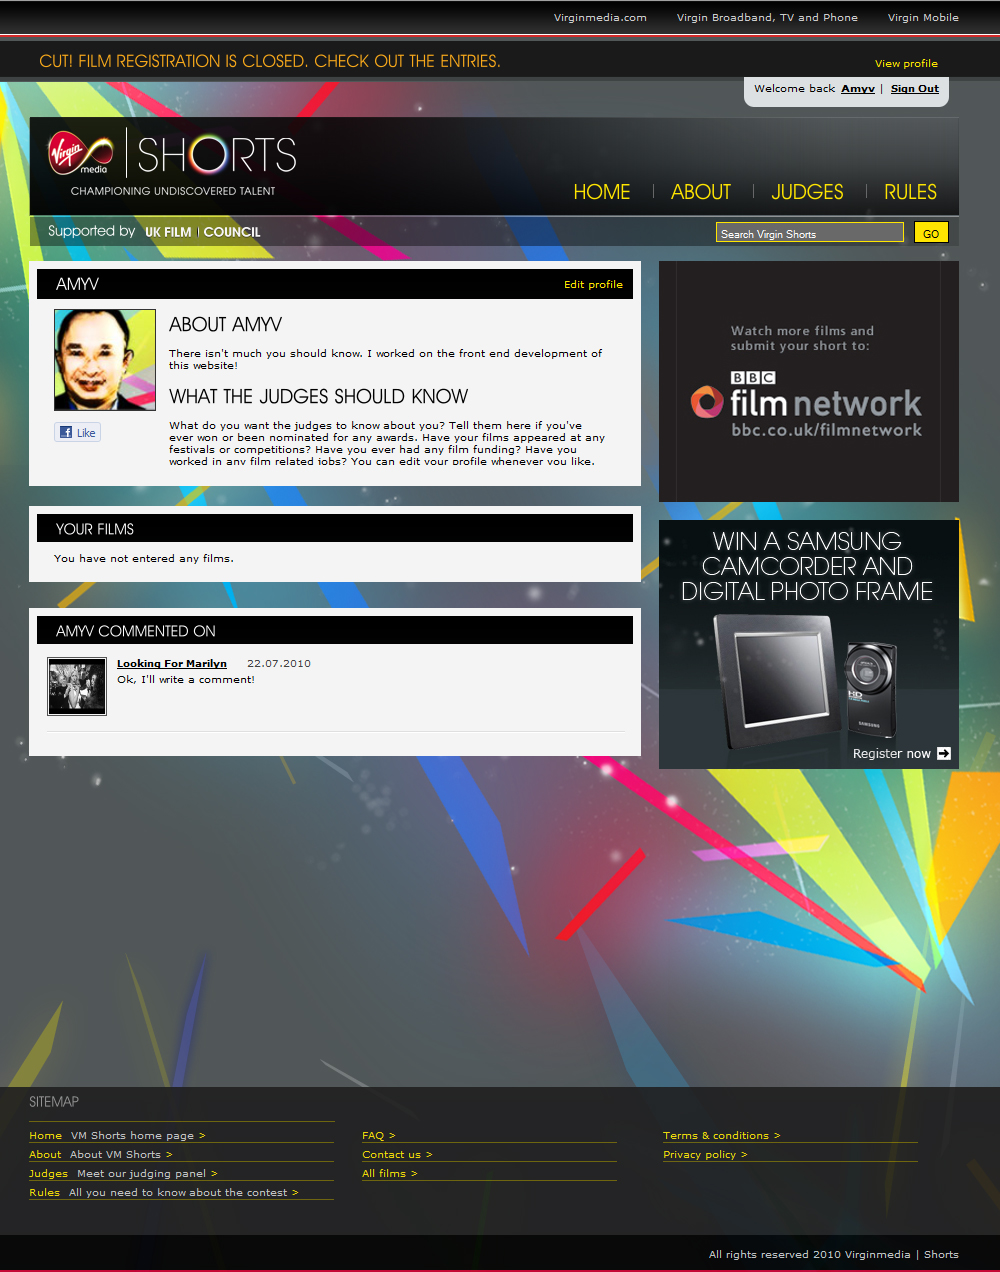 Virginmedia.com Virgin Broadband, TV and Phone Virgin Mobile
CUT! FILM REGISTRATION IS CLOSED. CHECK OUT THE ENTRIES.
View profile
Welcome back Amyv | Sign Out
Virgin media SHORTS
CHAMPIONING UNDISCOVERED TALENT
HOME | ABOUT | JUDGES | RULES
Supported by UK FILM | COUNCIL
Search Virgin Shorts GO
AMYV Edit profile
ABOUT AMYV
There isn't much you should know. I worked on the front end development of
this website!
WHAT THE JUDGES SHOULD KNOW
What do you want the judges to know about you? Tell them here if you've
ever won or been nominated for any awards. Have your films appeared at any
festivals or competitions? Have you ever had any film funding? Have you
worked in any film related jobs? You can edit your profile whenever you like.
Like
YOUR FILMS
You have not entered any films.
AMYV COMMENTED ON
Looking For Marilyn 22.07.2010
Ok, I'll write a comment!
Watch more films and
submit your short to:
BBC
film network
bbc.co.uk/filmnetwork
WIN A SAMSUNG
CAMCORDER AND
DIGITAL PHOTO FRAME
HD
SAMSUNG
Register now
SITEMAP
Home VM Shorts home page >
About About VM Shorts >
Judges Meet our judging panel >
Rules All you need to know about the contest >
FAQ >
Contact us >
All films >
Terms & conditions >
Privacy policy >
All rights reserved 2010 Virginmedia | Shorts